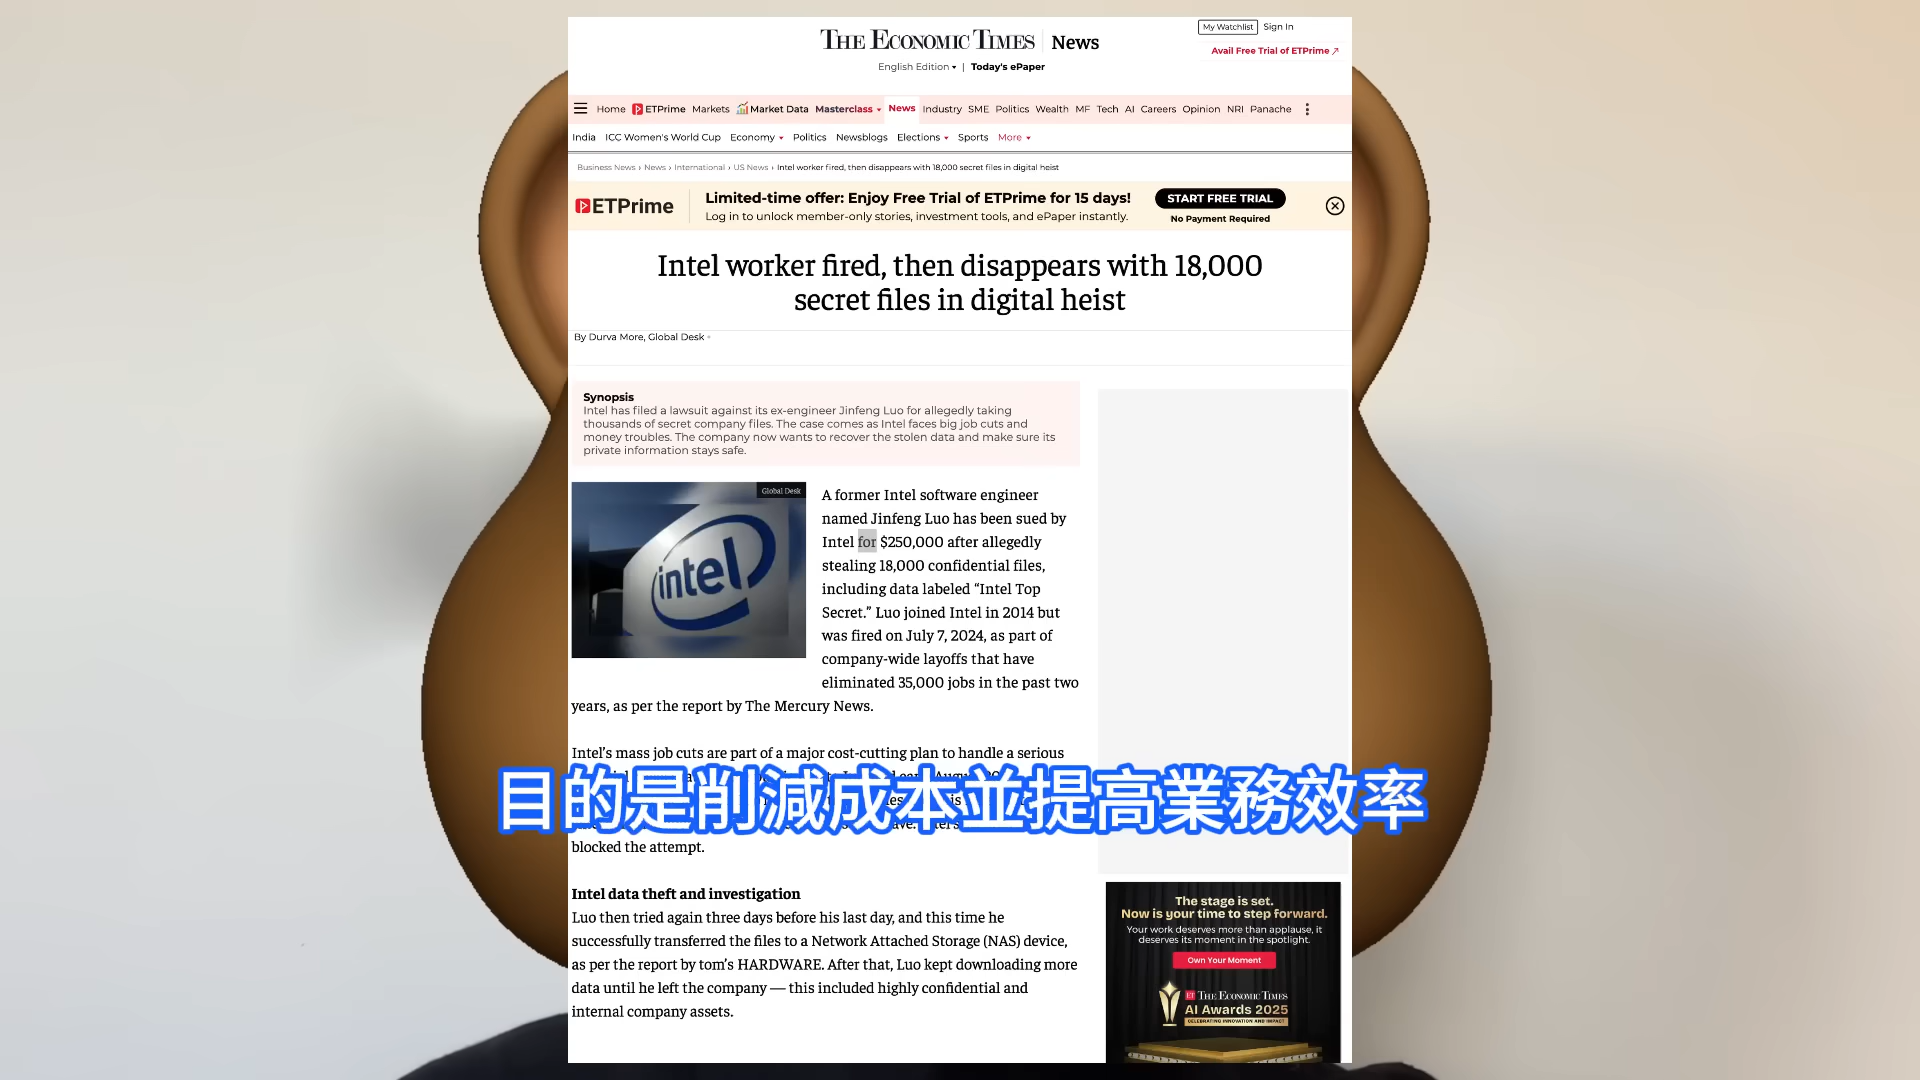 THE ECONOMIC TIMES News
My Watchlist Sign In
Avail Free Trial of ETPrime
English Edition | Today's ePaper
Home ETPrime Markets Market Data Masterclass News Industry SME Politics Wealth MF Tech AI Careers Opinion NRI Panache
India ICC Women's World Cup Economy Politics Newsblogs Elections Sports More
Business News › News › International › US News › Intel worker fired, then disappears with 18,000 secret files in digital heist
ETPrime
Limited-time offer: Enjoy Free Trial of ETPrime for 15 days!
Log in to unlock member-only stories, investment tools, and ePaper instantly.
START FREE TRIAL
No Payment Required
Intel worker fired, then disappears with 18,000
secret files in digital heist
By Durva More, Global Desk
Synopsis
Intel has filed a lawsuit against its ex-engineer Jinfeng Luo for allegedly taking
thousands of secret company files. The case comes as Intel faces big job cuts and
money troubles. The company now wants to recover the stolen data and make sure its
private information stays safe.
Global Desk
intel
A former Intel software engineer
named Jinfeng Luo has been sued by
Intel for $250,000 after allegedly
stealing 18,000 confidential files,
including data labeled “Intel Top
Secret.” Luo joined Intel in 2014 but
was fired on July 7, 2024, as part of
company-wide layoffs that have
eliminated 35,000 jobs in the past two
years, as per the report by The Mercury News.
Intel’s mass job cuts are part of a major cost-cutting plan to handle a serious
目的是削減成本並提高業務效率
blocked the attempt.
Intel data theft and investigation
Luo then tried again three days before his last day, and this time he
successfully transferred the files to a Network Attached Storage (NAS) device,
as per the report by tom’s HARDWARE. After that, Luo kept downloading more
data until he left the company — this included highly confidential and
internal company assets.
The stage is set.
Now is your time to step forward.
Your work deserves more than applause, it
deserves its moment in the spotlight.
Own Your Moment
ET THE ECONOMIC TIMES
AI Awards 2025
CELEBRATING INNOVATION AND IMPACT